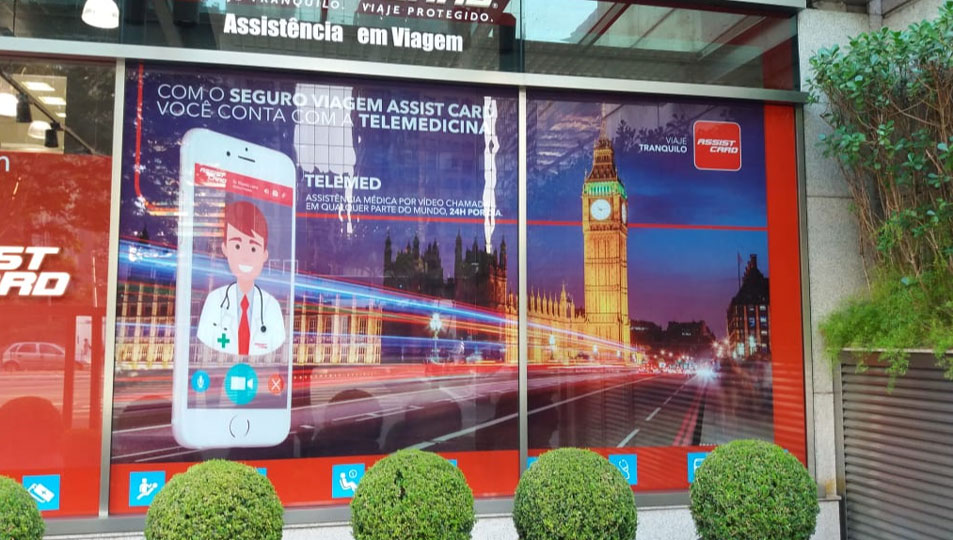 TRANQUILO. VIAJE PROTEGIDO.
Assistência em Viagem
COM O SEGURO VIAGEM ASSIST CARD
VOCÊ CONTA COM A TELEMEDICINA
VIAJE
TRANQUILO
ASSIST
CARD
TELEMED
ASSISTÊNCIA MÉDICA POR VÍDEO CHAMADA
EM QUALQUER PARTE DO MUNDO, 24H POR DIA.
ASSIST
CARD